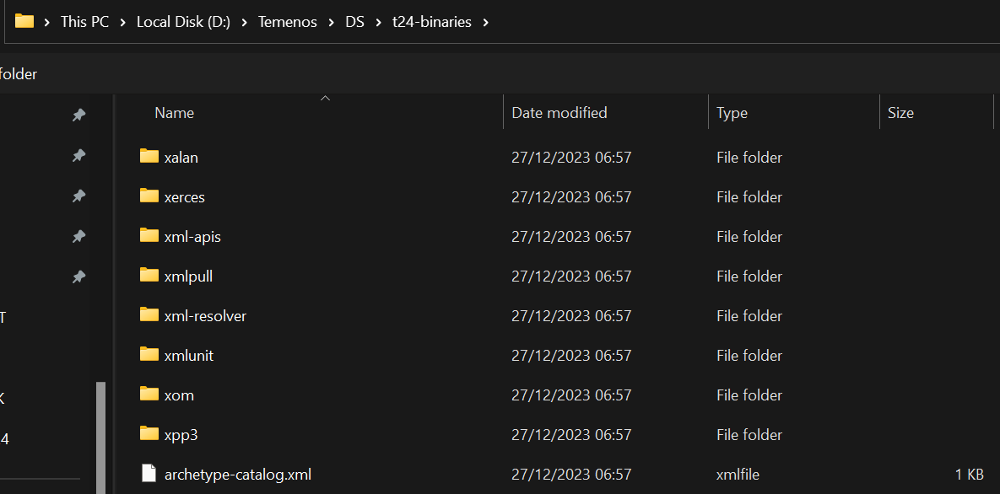 This PC > Local Disk (D:) > Temenos > DS > t24-binaries >
folder
Name Date modified Type Size
xalan 27/12/2023 06:57 File folder
xerces 27/12/2023 06:57 File folder
xml-apis 27/12/2023 06:57 File folder
xmlpull 27/12/2023 06:57 File folder
T
xml-resolver 27/12/2023 06:57 File folder
xmlunit 27/12/2023 06:57 File folder
K
xom 27/12/2023 06:57 File folder
4
xpp3 27/12/2023 06:57 File folder
archetype-catalog.xml 27/12/2023 06:57 xmlfile 1 KB